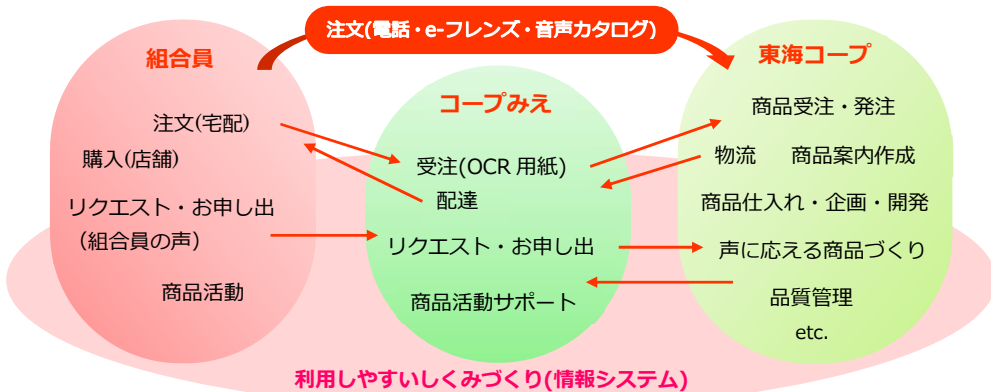 注文(電話・e-フレンズ・音声カタログ)
組合員
注文(宅配)
購入(店舗)
リクエスト・お申し出
（組合員の声）
商品活動
コープみえ
受注(OCR 用紙)
配達
リクエスト・お申し出
商品活動サポート
東海コープ
商品受注・発注
物流　商品案内作成
商品仕入れ・企画・開発
声に応える商品づくり
品質管理
etc.
利用しやすいしくみづくり(情報システム)